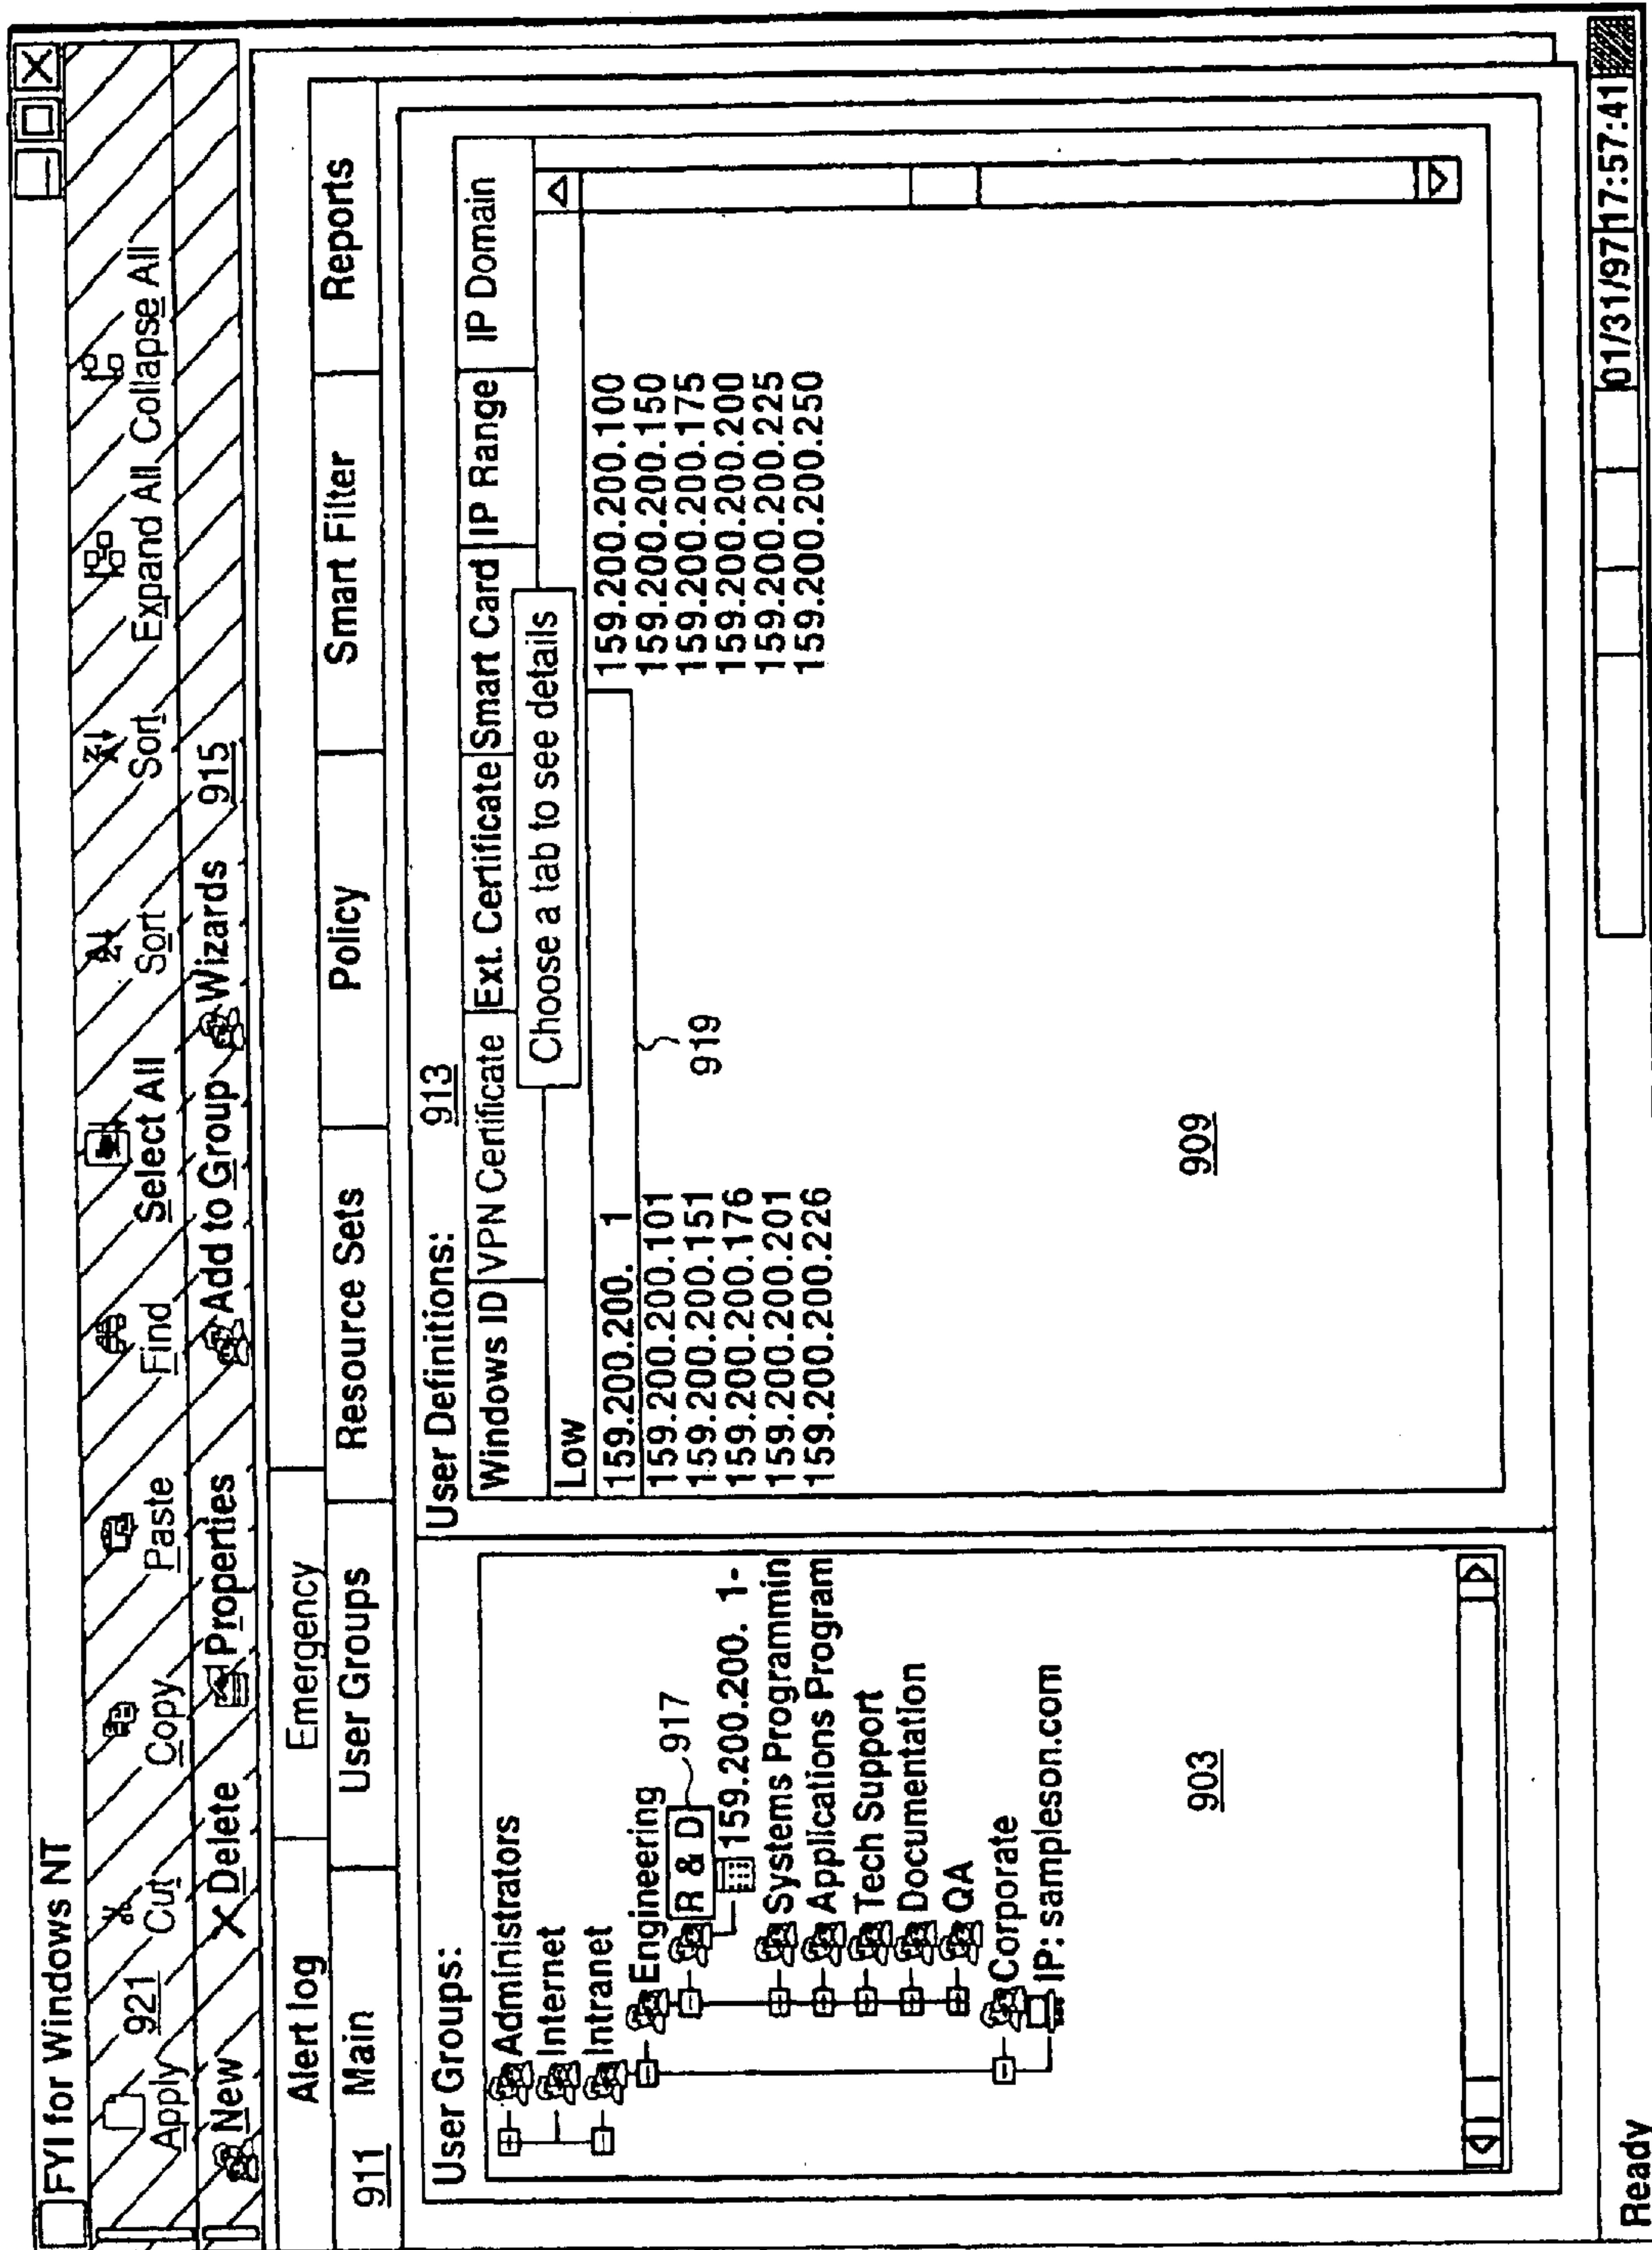 FYI for Windows NT
Apply 921 Cut Copy Paste Find Select All Sort Sort Expand All Collapse All
New Delete Properties Add to Group Wizards 915
Alert log Emergency
911 Main User Groups Resource Sets Policy Smart Filter Reports
User Groups:
Administrators
Internet
Intranet
Engineering
R & D 917
159.200.200. 1-
Systems Programmin
Applications Program
Tech Support
Documentation
QA
Corporate
IP: sampleson.com
903
User Definitions: 913
Windows ID VPN Certificate Ext. Certificate Smart Card IP Range IP Domain
Choose a tab to see details
Low
159.200.200. 1 159.200.200.100
159.200.200.101 159.200.200.150
159.200.200.151 159.200.200.175
159.200.200.176 159.200.200.200
159.200.200.201 159.200.200.225
159.200.200.226 159.200.200.250
919
909
Ready 01/31/97 17:57:41